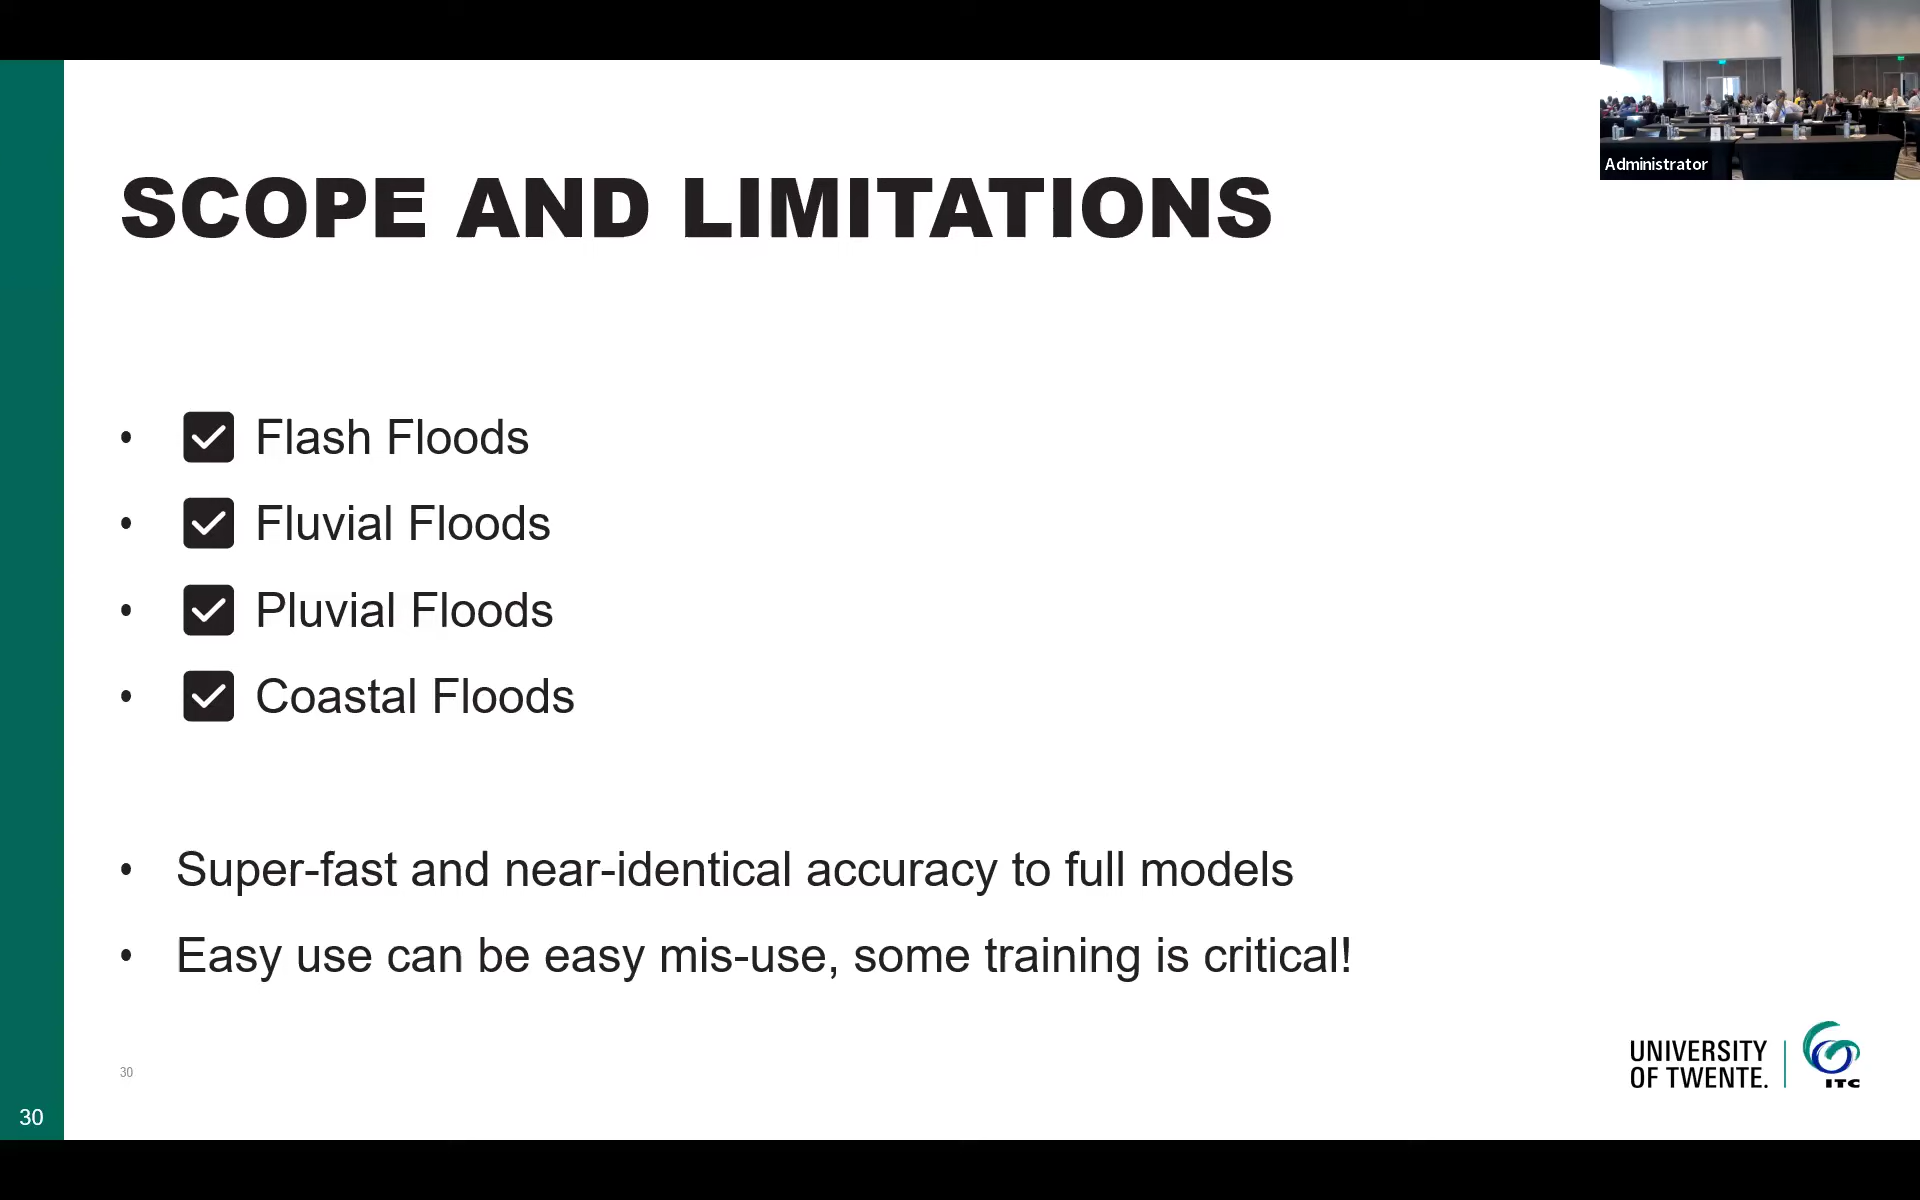 Administrator
SCOPE AND LIMITATIONS
• Flash Floods
• Fluvial Floods
• Pluvial Floods
• Coastal Floods
• Super-fast and near-identical accuracy to full models
• Easy use can be easy mis-use, some training is critical!
30
30
UNIVERSITY
OF TWENTE.
ITC